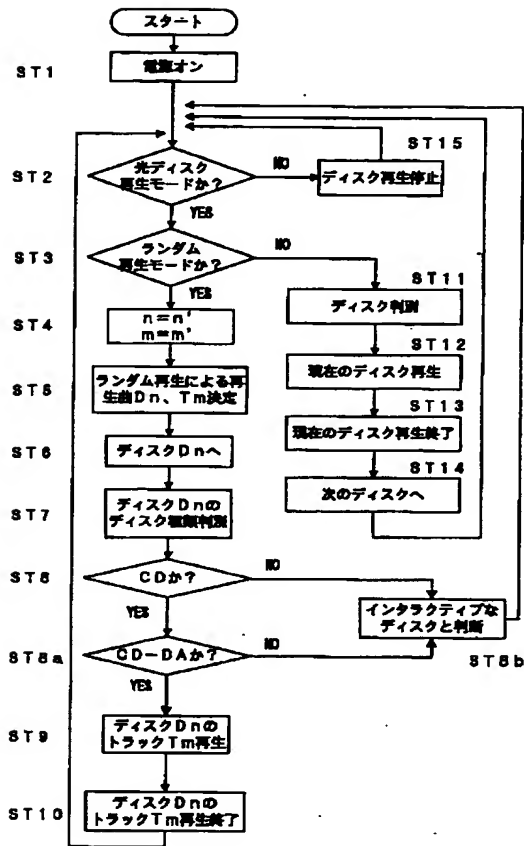 スタート
ST1
電源オン
ST15
ST2
光ディスク
再生モードか?
NO
ディスク再生停止
YES
ST3
ランダム
再生モードか?
NO
YES
ST11
ディスク判別
ST4
n=n'
m=m'
ST12
現在のディスク再生
ST5
ランダム再生による再
生曲Dn、Tm決定
ST13
現在のディスク再生終了
ST6
ディスクDnへ
ST14
次のディスクへ
ST7
ディスクDnの
ディスク種類判別
ST8
CDか?
NO
YES
インタラクティブな
ディスクと判断
ST8b
ST8a
CD-DAか?
NO
YES
ST9
ディスクDnの
トラックTm再生
ST10
ディスクDnの
トラックTm再生終了